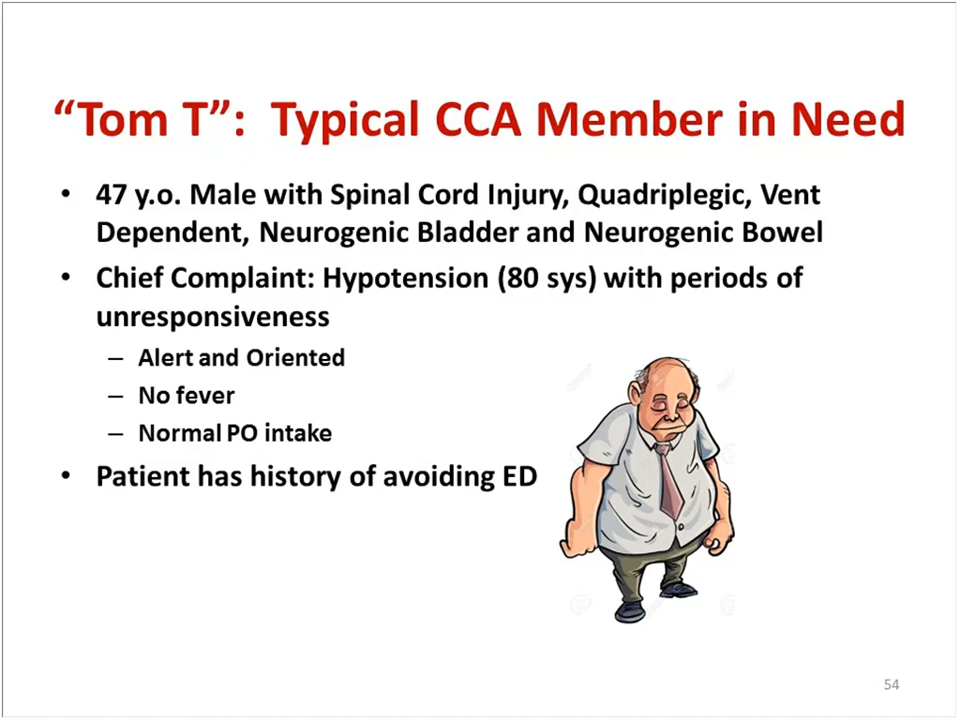 “Tom T”:  Typical CCA Member in Need
• 47 y.o. Male with Spinal Cord Injury, Quadriplegic, Vent
Dependent, Neurogenic Bladder and Neurogenic Bowel
• Chief Complaint: Hypotension (80 sys) with periods of
unresponsiveness
– Alert and Oriented
– No fever
– Normal PO intake
• Patient has history of avoiding ED
54